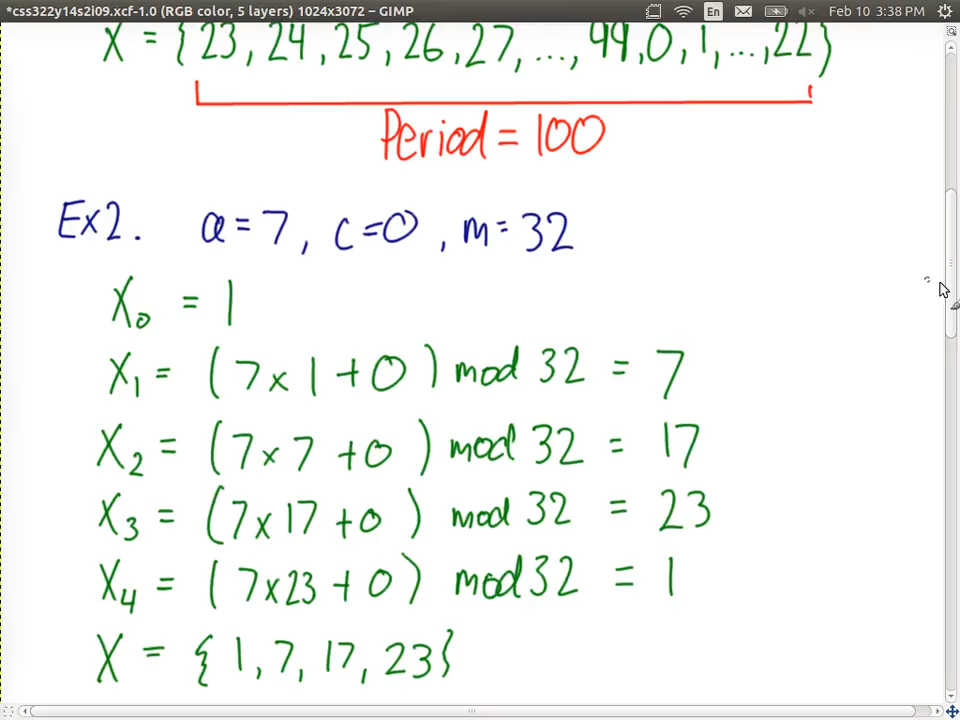 *css322y14s2i09.xcf-1.0 (RGB color, 5 layers) 1024x3072 – GIMP En Feb 10 3:38 PM
X = {23, 24, 25, 26, 27, ..., 99, 0, 1, ..., 22}
Period = 100
Ex2. a = 7, c = 0, m = 32
X0 = 1
X1 = (7 x 1 + 0) mod 32 = 7
X2 = (7 x 7 + 0) mod 32 = 17
X3 = (7 x 17 + 0) mod 32 = 23
X4 = (7 x 23 + 0) mod 32 = 1
X = {1, 7, 17, 23}